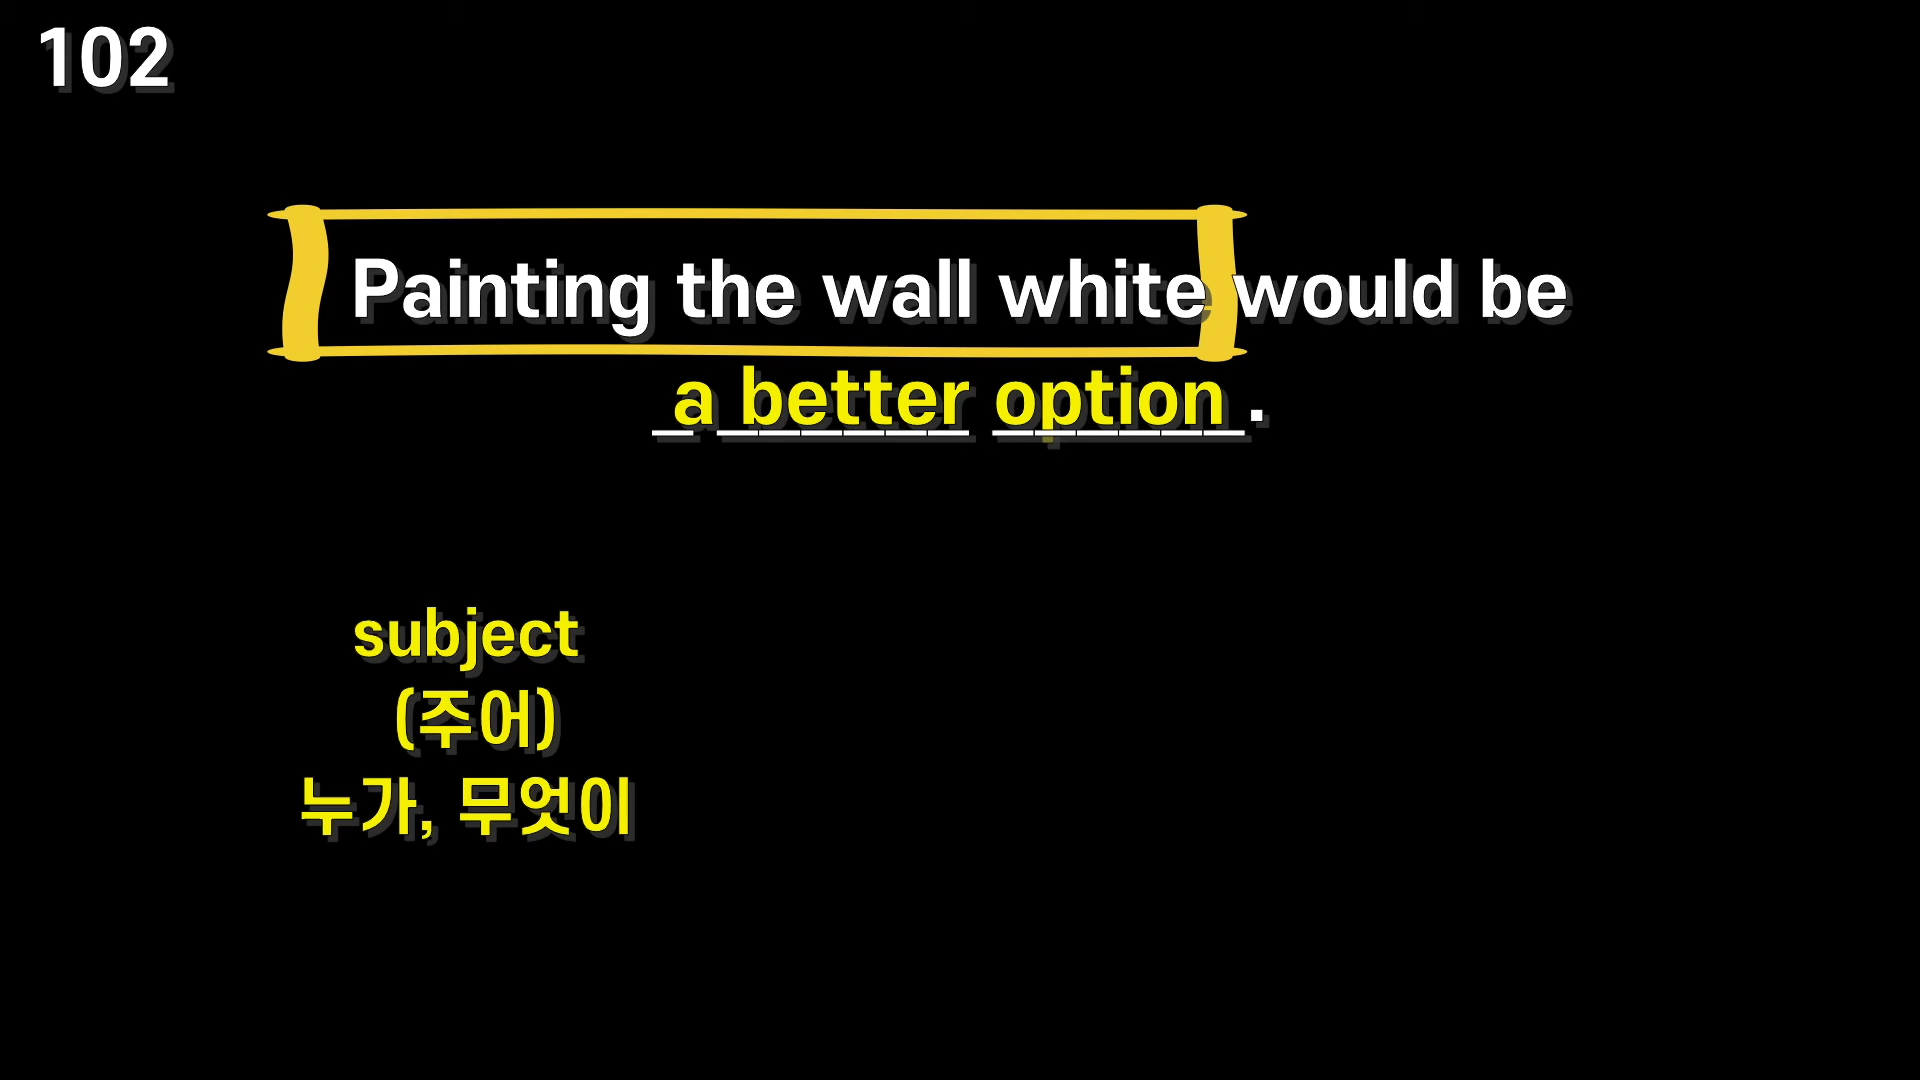 102
Painting the wall white would be
a better option .
subject
(주어)
누가, 무엇이